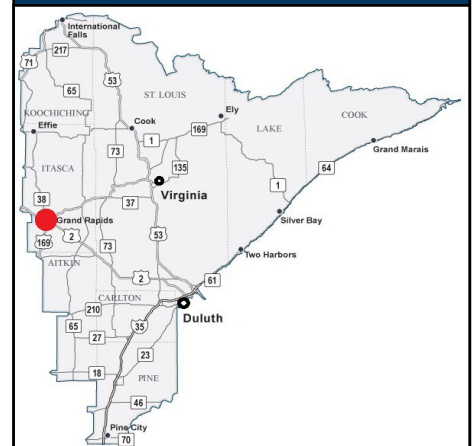 International
Falls
217
71
53
65
ST. LOUIS
Ely
COOK
KOOCHICHING
Effie
Cook
169
LAKE
1
Grand Marais
73
64
ITASCA
135
1
Virginia
38
37
Silver Bay
Grand Rapids
2
53
169
73
Two Harbors
AITKIN
2
61
CARLTON
210
Duluth
65
35
27
23
18
PINE
46
Pine City
70